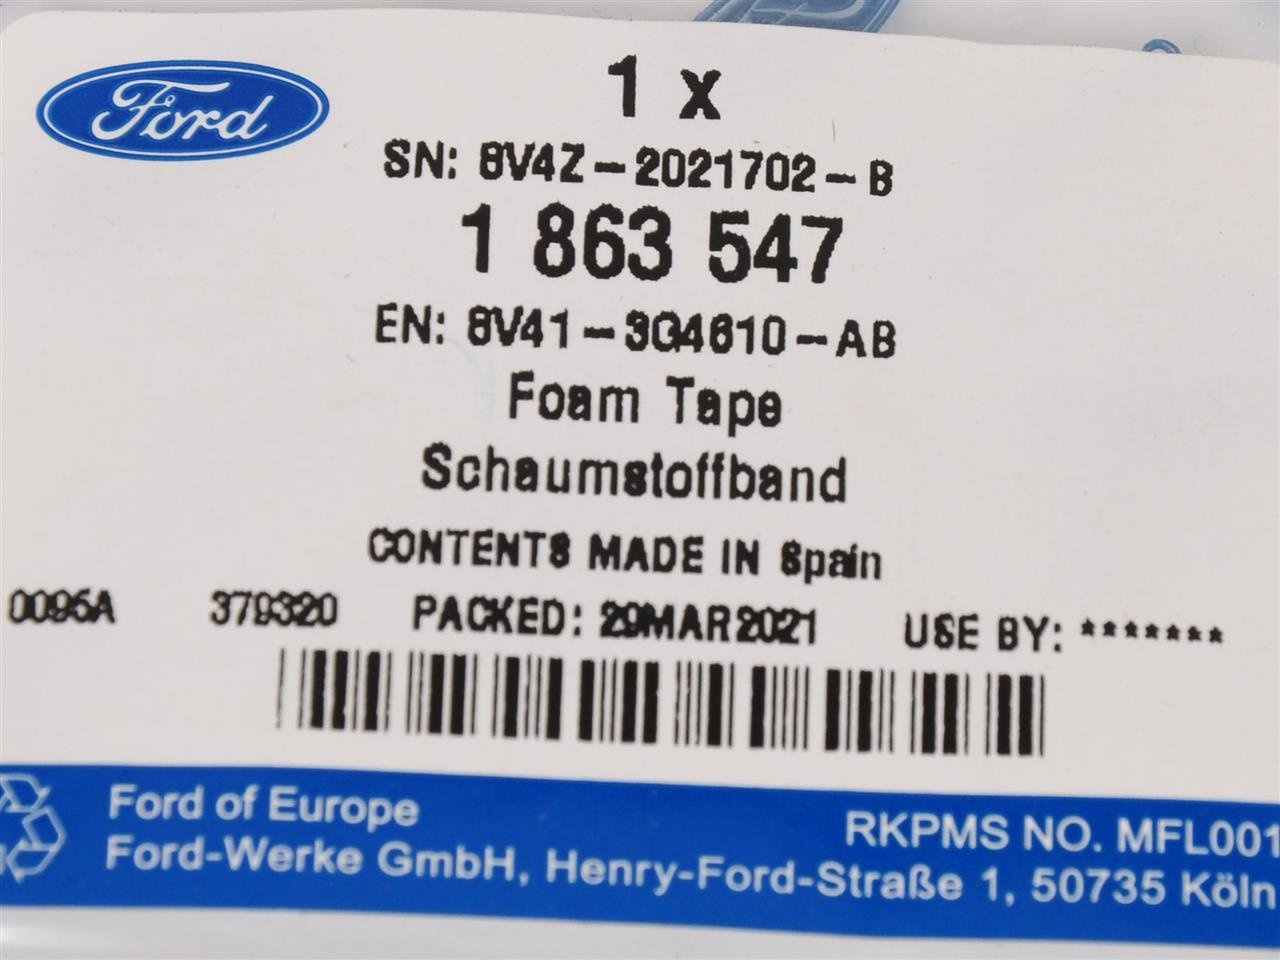 Ford
1 x
SN: 8V4Z-2021702-B
1 863 547
EN: 8V41-3G4610-AB
Foam Tape
Schaumstoffband
CONTENTS MADE IN Spain
0095A 379320 PACKED: 29MAR2021 USE BY: *******
Ford of Europe
RKPMS NO. MFL001
Ford-Werke GmbH, Henry-Ford-Straße 1, 50735 Köln